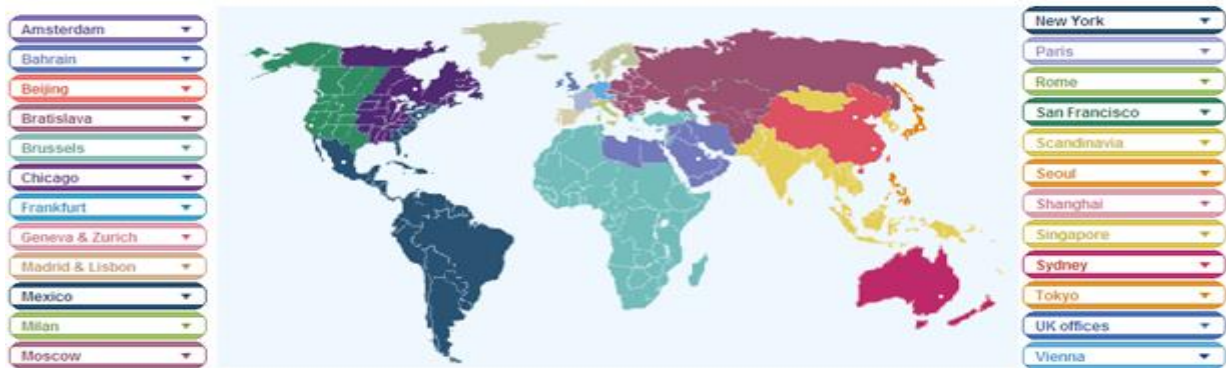 Amsterdam
Bahrain
Beijing
Bratislava
Brussels
Chicago
Frankfurt
Geneva & Zurich
Madrid & Lisbon
Mexico
Milan
Moscow
New York
Paris
Rome
San Francisco
Scandinavia
Seoul
Shanghai
Singapore
Sydney
Tokyo
UK offices
Vienna